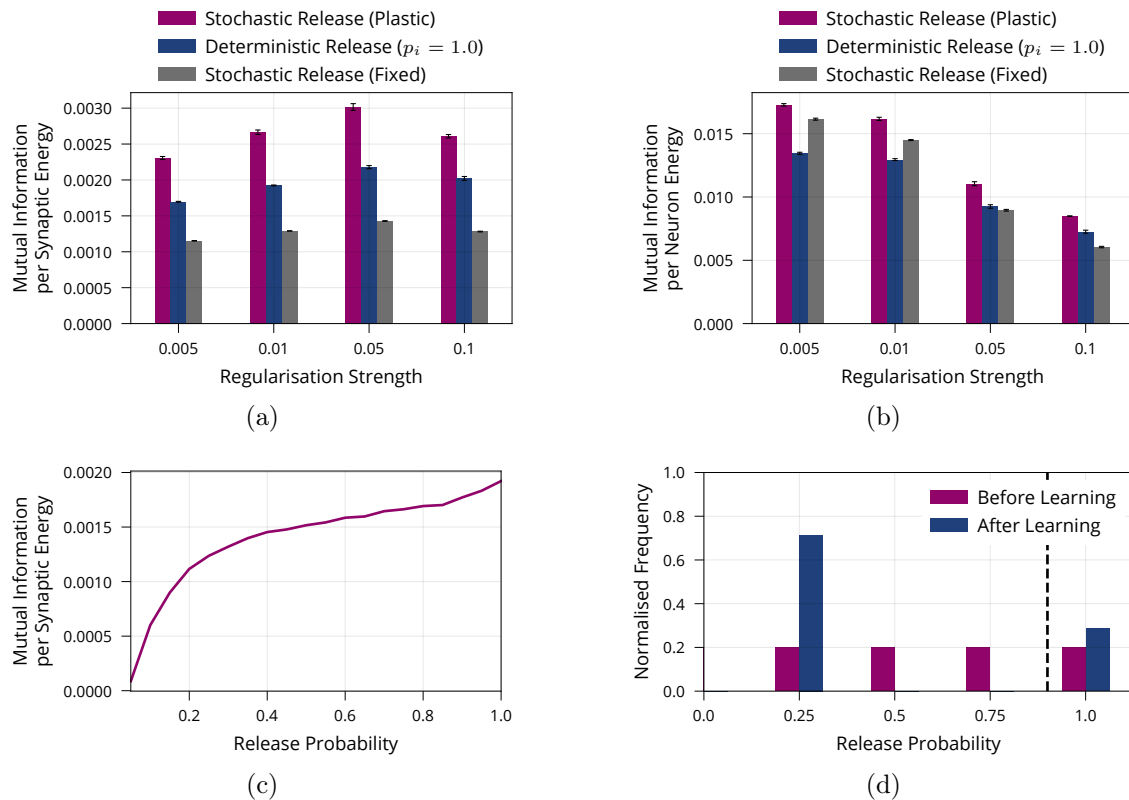 Stochastic Release (Plastic)
Deterministic Release (p_i = 1.0)
Stochastic Release (Fixed)
Mutual Information
per Synaptic Energy
0.0030
0.0025
0.0020
0.0015
0.0010
0.0005
0.0000
0.005 0.01 0.05 0.1
Regularisation Strength
(a)
Stochastic Release (Plastic)
Deterministic Release (p_i = 1.0)
Stochastic Release (Fixed)
Mutual Information
per Neuron Energy
0.015
0.010
0.005
0.000
0.005 0.01 0.05 0.1
Regularisation Strength
(b)
Mutual Information
per Synaptic Energy
0.0020
0.0015
0.0010
0.0005
0.0000
0.2 0.4 0.6 0.8 1.0
Release Probability
(c)
Normalised Frequency
1.0
0.8
0.6
0.4
0.2
0.0
Before Learning
After Learning
0.0 0.25 0.5 0.75 1.0
Release Probability
(d)